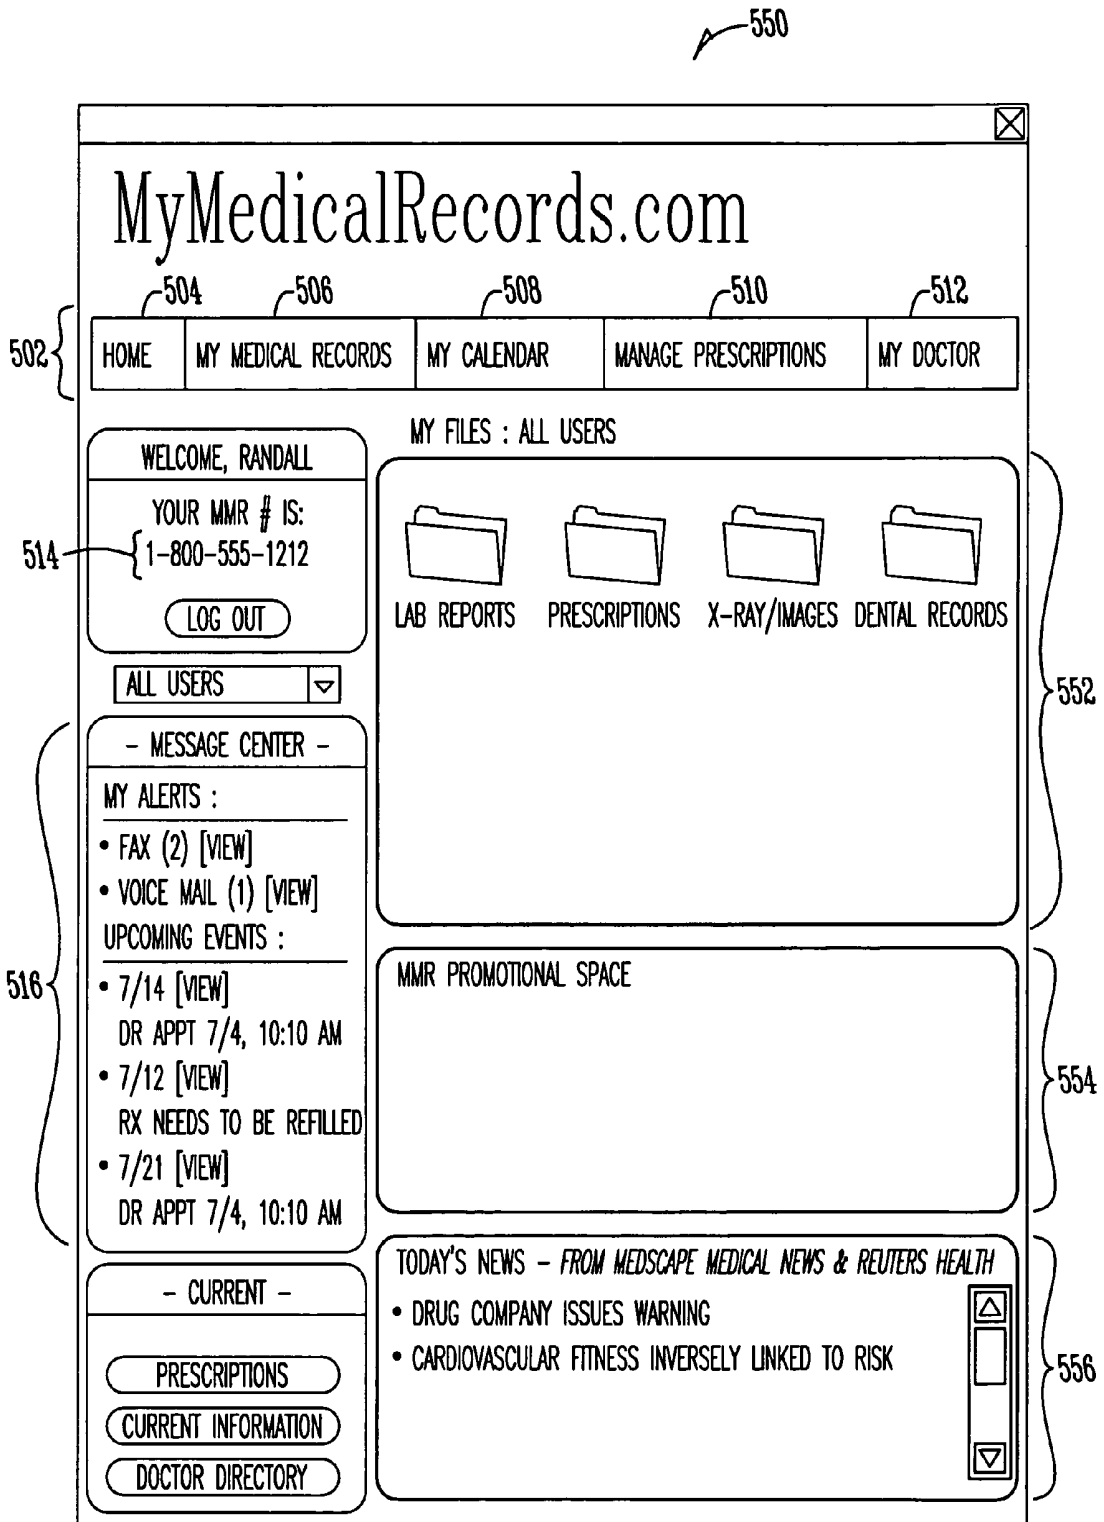 550
MyMedicalRecords.com
504
506
508
510
512
502
HOME
MY MEDICAL RECORDS
MY CALENDAR
MANAGE PRESCRIPTIONS
MY DOCTOR
WELCOME, RANDALL
YOUR MMR # IS:
514
1-800-555-1212
LOG OUT
ALL USERS
516
- MESSAGE CENTER -
MY ALERTS :
• FAX (2) [VIEW]
• VOICE MAIL (1) [VIEW]
UPCOMING EVENTS :
• 7/14 [VIEW]
DR APPT 7/4, 10:10 AM
• 7/12 [VIEW]
RX NEEDS TO BE REFILLED
• 7/21 [VIEW]
DR APPT 7/4, 10:10 AM
- CURRENT -
PRESCRIPTIONS
CURRENT INFORMATION
DOCTOR DIRECTORY
MY FILES : ALL USERS
LAB REPORTS
PRESCRIPTIONS
X-RAY/IMAGES
DENTAL RECORDS
552
MMR PROMOTIONAL SPACE
554
TODAY'S NEWS - FROM MEDSCAPE MEDICAL NEWS & REUTERS HEALTH
• DRUG COMPANY ISSUES WARNING
• CARDIOVASCULAR FITNESS INVERSELY LINKED TO RISK
556